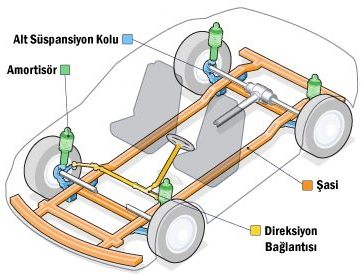 Alt Süspansiyon Kolu
Amortisör
Şasi
Direksiyon
Bağlantısı